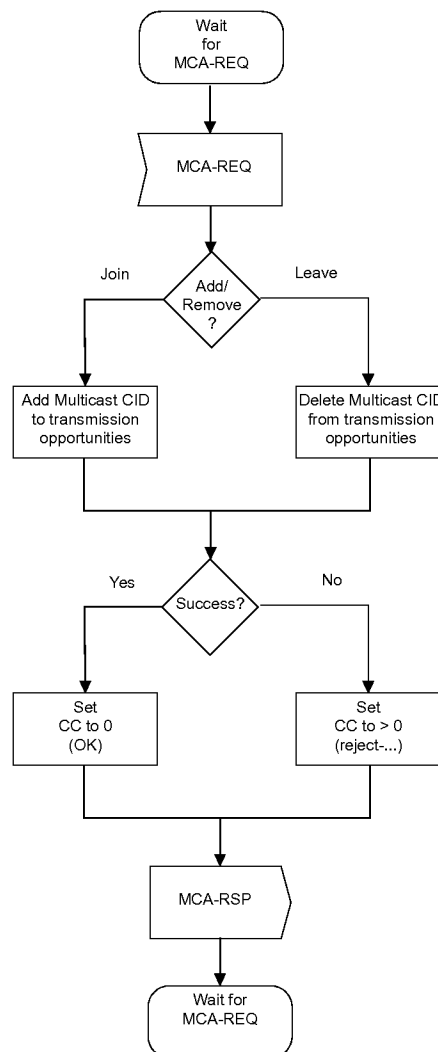 Wait
for
MCA-REQ
MCA-REQ
Join
Add/
Remove
?
Leave
Add Multicast CID
to transmission
opportunities
Delete Multicast CID
from transmission
opportunities
Yes
Success?
No
Set
CC to 0
(OK)
Set
CC to > 0
(reject-...)
MCA-RSP
Wait for
MCA-REQ